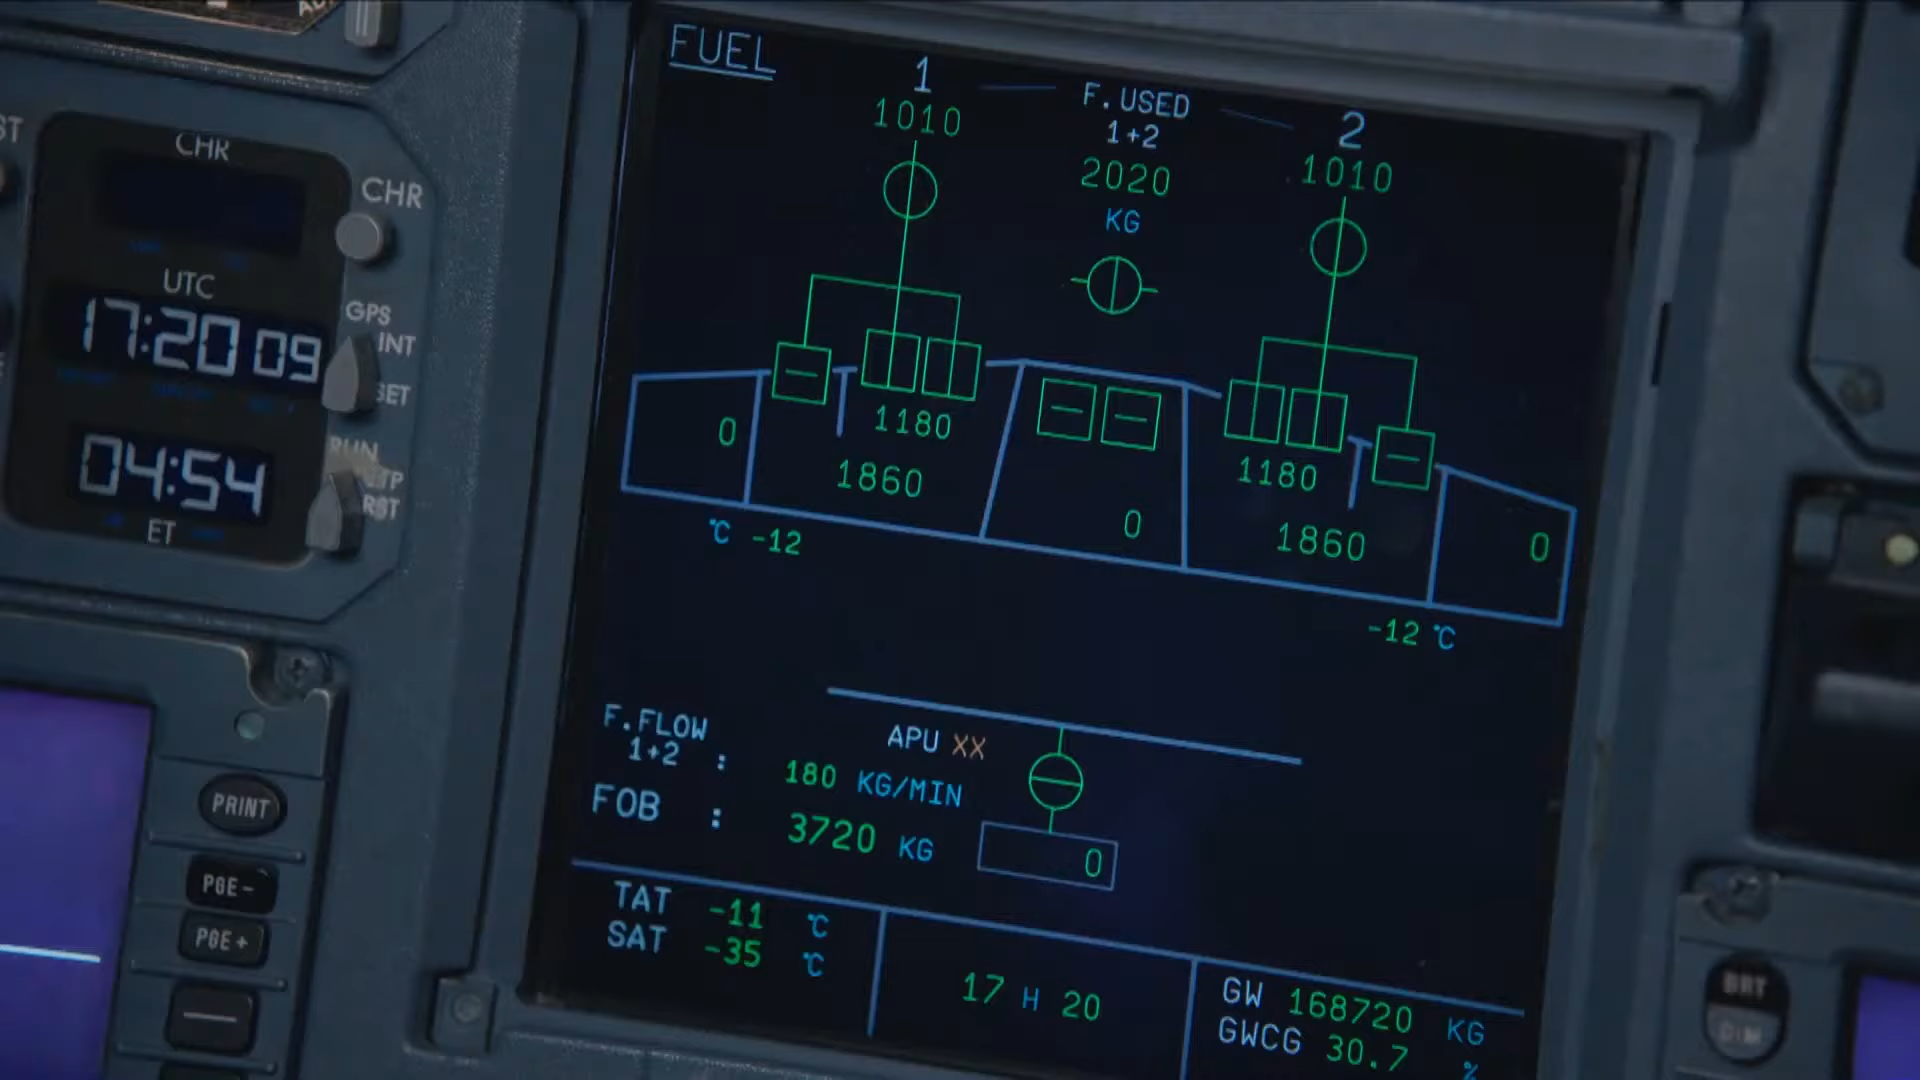 ST
CHR
CHR
UTC
17:20 09
GPS
INT
SET
RUN
STP
RST
04:54
ET
PRINT
PGE-
PGE+
FUEL
1
F.USED
2
1010
1+2
1010
2020
KG
1180
1180
0
1860
0
1860
0
°C -12
-12 °C
F.FLOW
1+2 : 180 KG/MIN
APU XX
FOB : 3720 KG
0
TAT -11 °C
SAT -35 °C
17 H 20
GW 168720 KG
GWCG 30.7 %
BRT
DIM